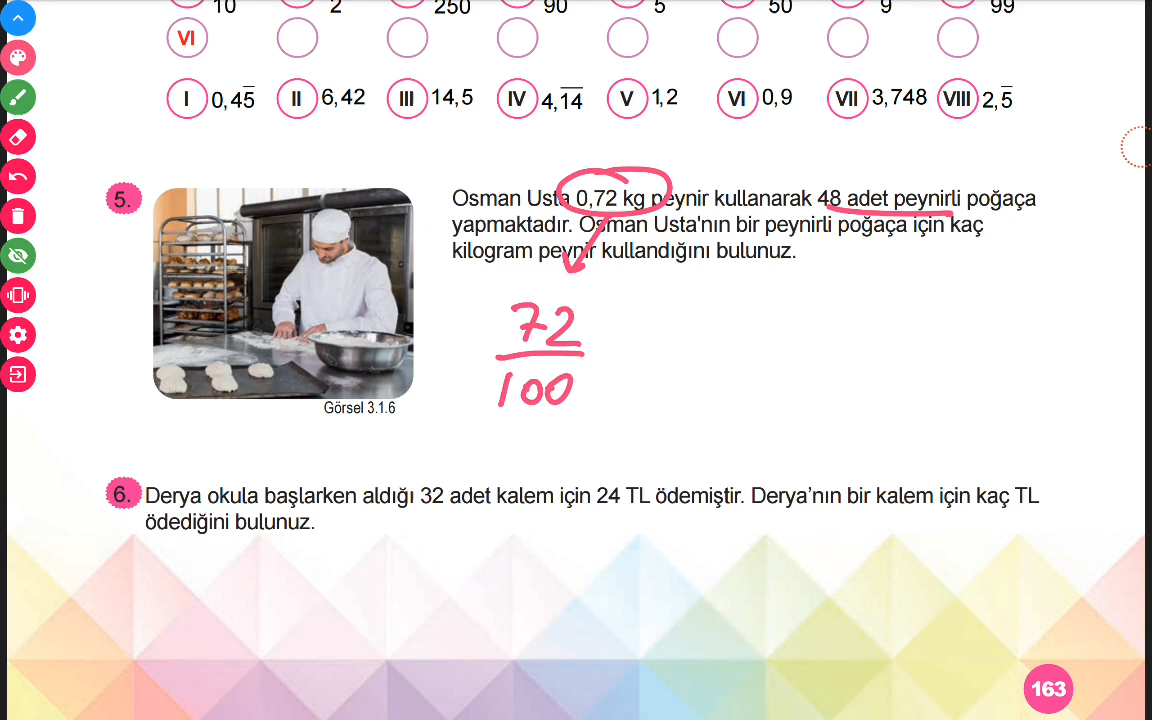 10 2 250 90 5 50 9 99
VI
I 0,45̅ II 6,42 III 14,5 IV 4,1̅4̅ V 1,2 VI 0,9 VII 3,748 VIII 2,5̅
5. Osman Usta 0,72 kg peynir kullanarak 48 adet peynirli poğaça
yapmaktadır. Osman Usta'nın bir peynirli poğaça için kaç
kilogram peynir kullandığını bulunuz.
72
100
Görsel 3.1.6
6. Derya okula başlarken aldığı 32 adet kalem için 24 TL ödemiştir. Derya’nın bir kalem için kaç TL
ödediğini bulunuz.
163